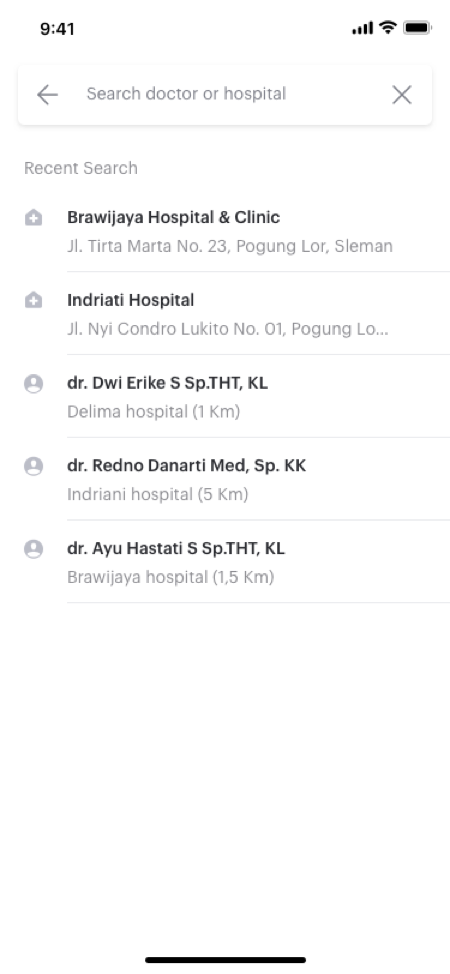 9:41
Search doctor or hospital
Recent Search
Brawijaya Hospital & Clinic
Jl. Tirta Marta No. 23, Pogung Lor, Sleman
Indriati Hospital
Jl. Nyi Condro Lukito No. 01, Pogung Lo...
dr. Dwi Erike S Sp.THT, KL
Delima hospital (1 Km)
dr. Redno Danarti Med, Sp. KK
Indriani hospital (5 Km)
dr. Ayu Hastati S Sp.THT, KL
Brawijaya hospital (1,5 Km)